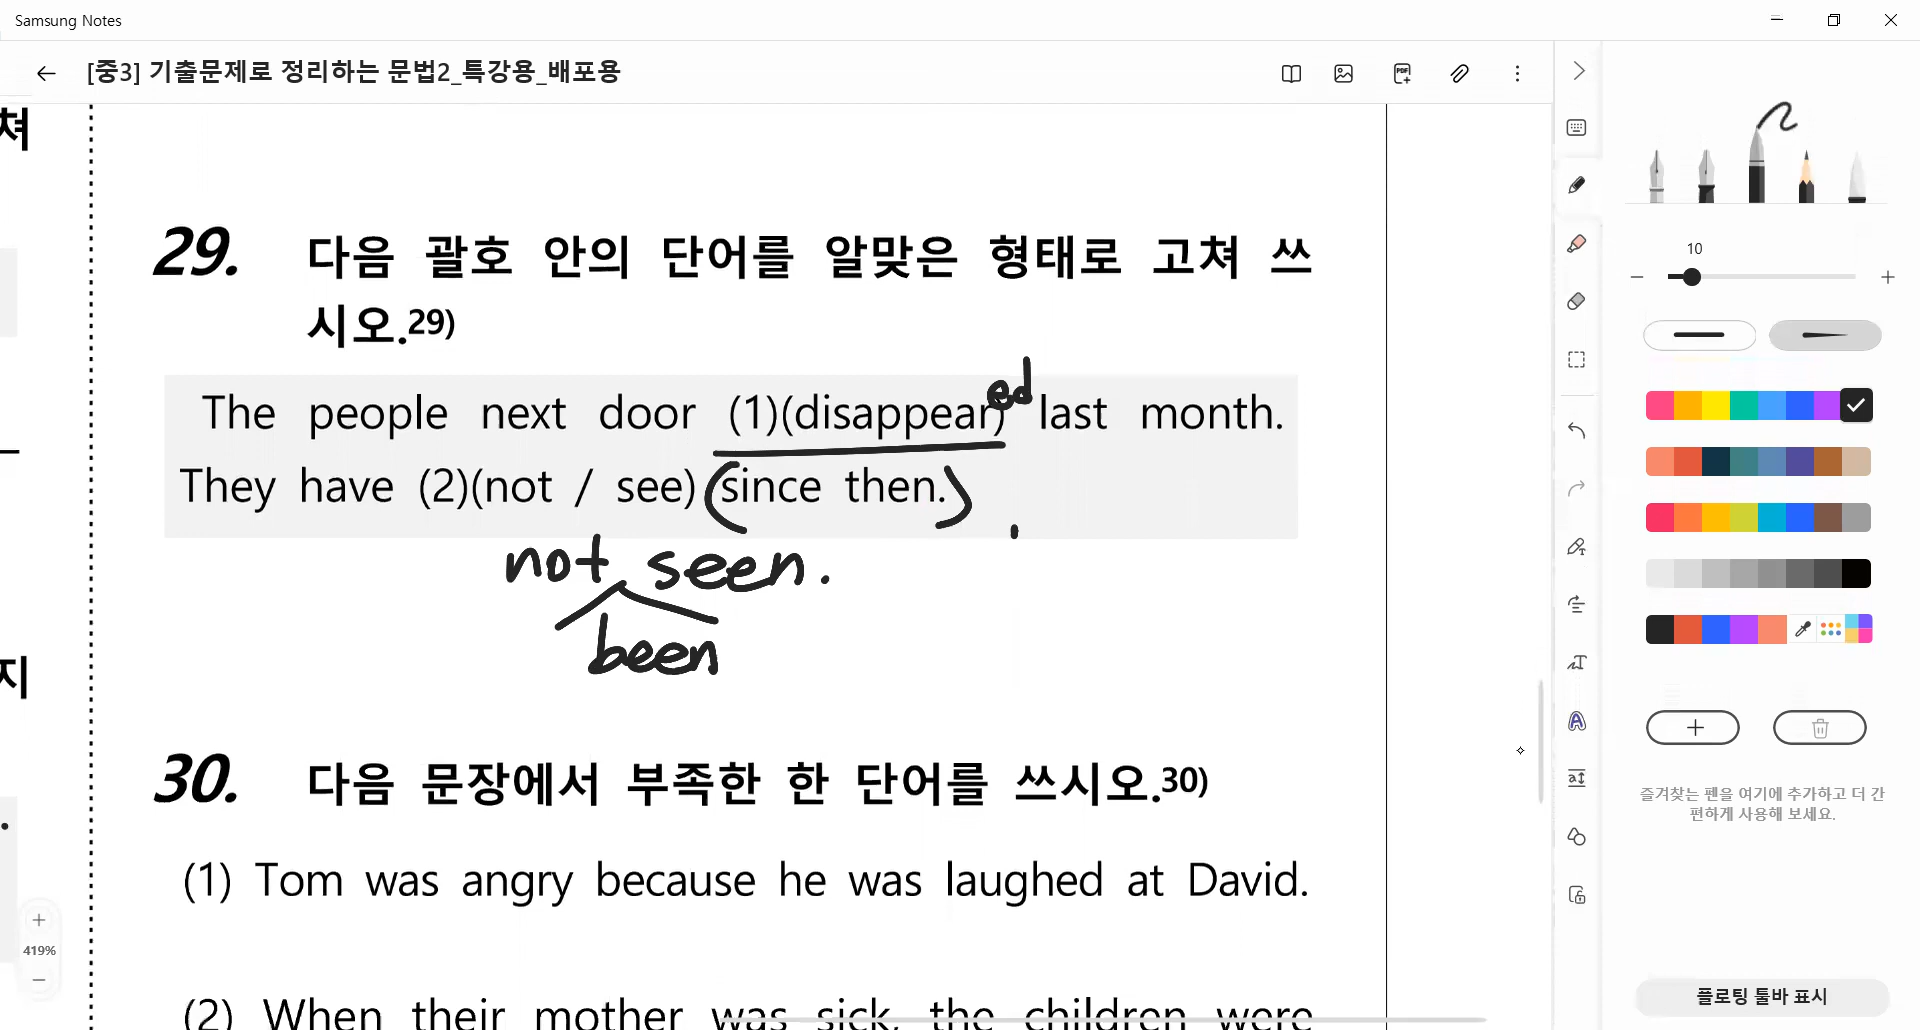 Samsung Notes
[중3] 기출문제로 정리하는 문법2_특강용_배포용
져
지
29. 다음 괄호 안의 단어를 알맞은 형태로 고쳐 쓰
시오.29)
The people next door (1)(disappear)ed last month.
They have (2)(not / see) (since then.)
not seen.
been
30. 다음 문장에서 부족한 한 단어를 쓰시오.30)
(1) Tom was angry because he was laughed at David.
(2) When their mother was sick, the children were
419%
PDF
10
즐겨찾는 펜을 여기에 추가하고 더 간
편하게 사용해 보세요.
플로팅 툴바 표시